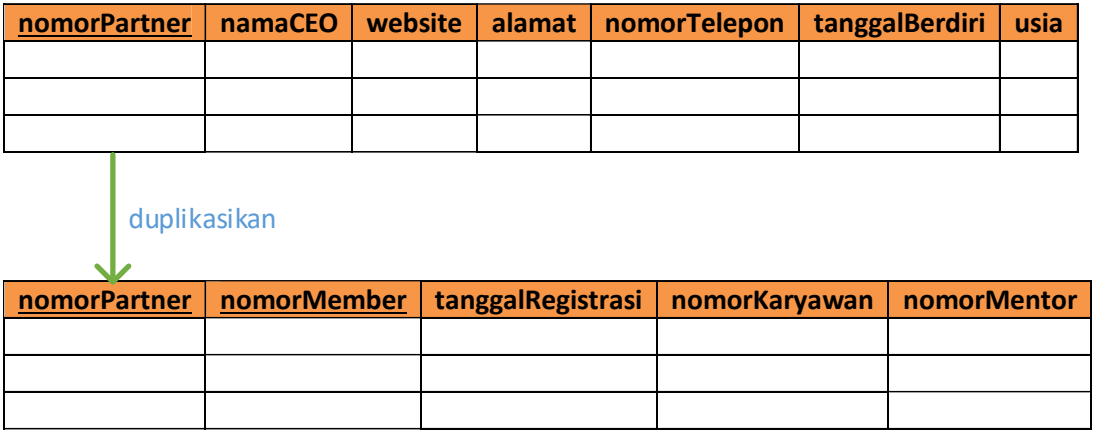 nomorPartner namaCEO website alamat nomorTelepon tanggalBerdiri usia
duplikasikan
nomorPartner nomorMember tanggalRegistrasi nomorKaryawan nomorMentor